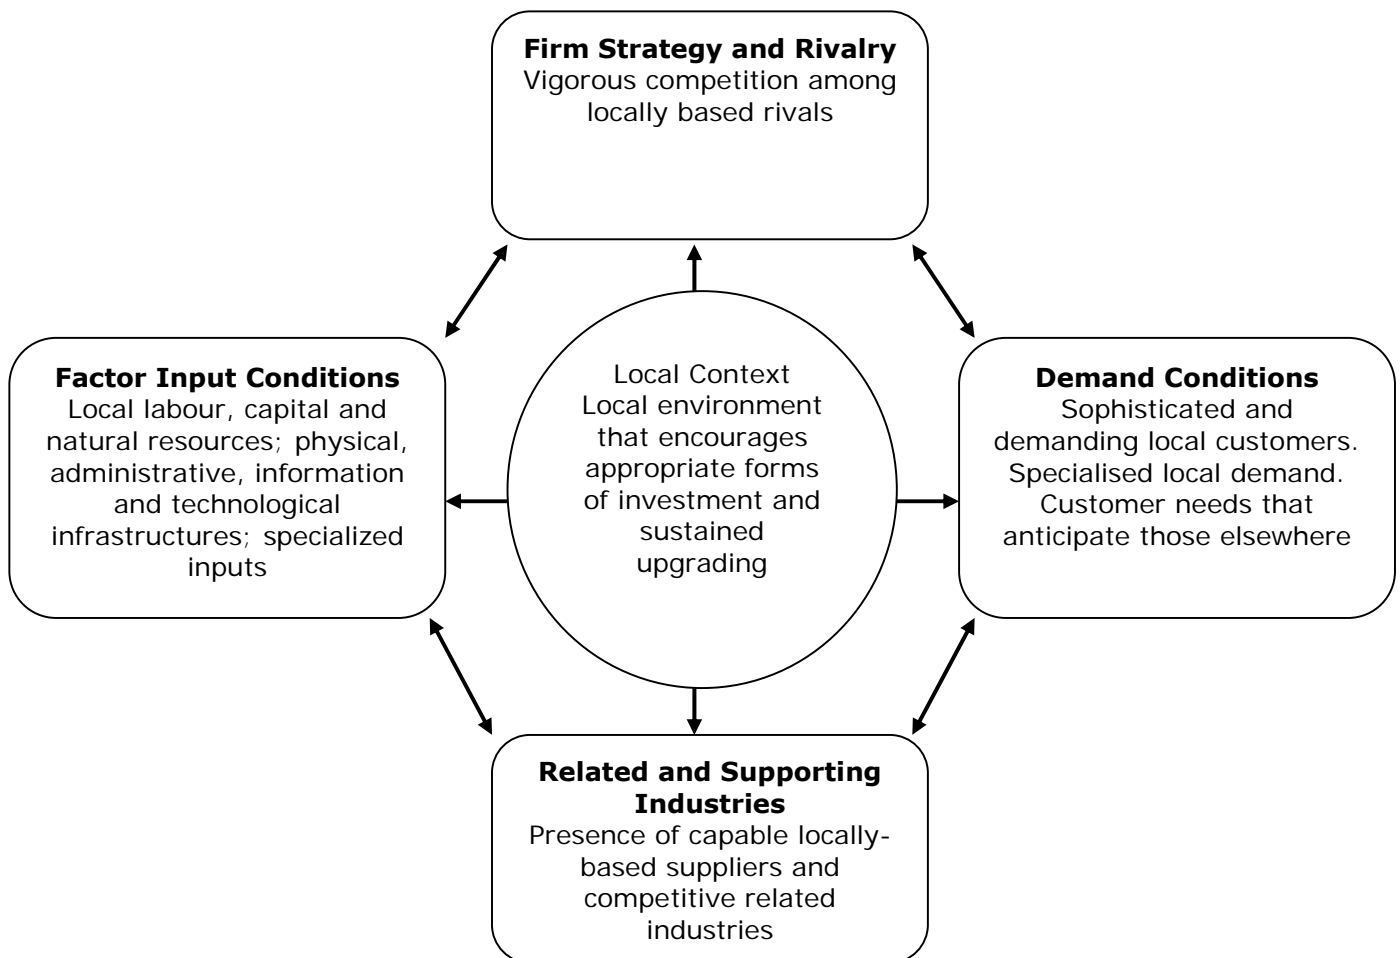 Firm Strategy and Rivalry
Vigorous competition among
locally based rivals
Factor Input Conditions
Local labour, capital and
natural resources; physical,
administrative, information
and technological
infrastructures; specialized
inputs
Local Context
Local environment
that encourages
appropriate forms
of investment and
sustained
upgrading
Demand Conditions
Sophisticated and
demanding local customers.
Specialised local demand.
Customer needs that
anticipate those elsewhere
Related and Supporting
Industries
Presence of capable locally-
based suppliers and
competitive related
industries